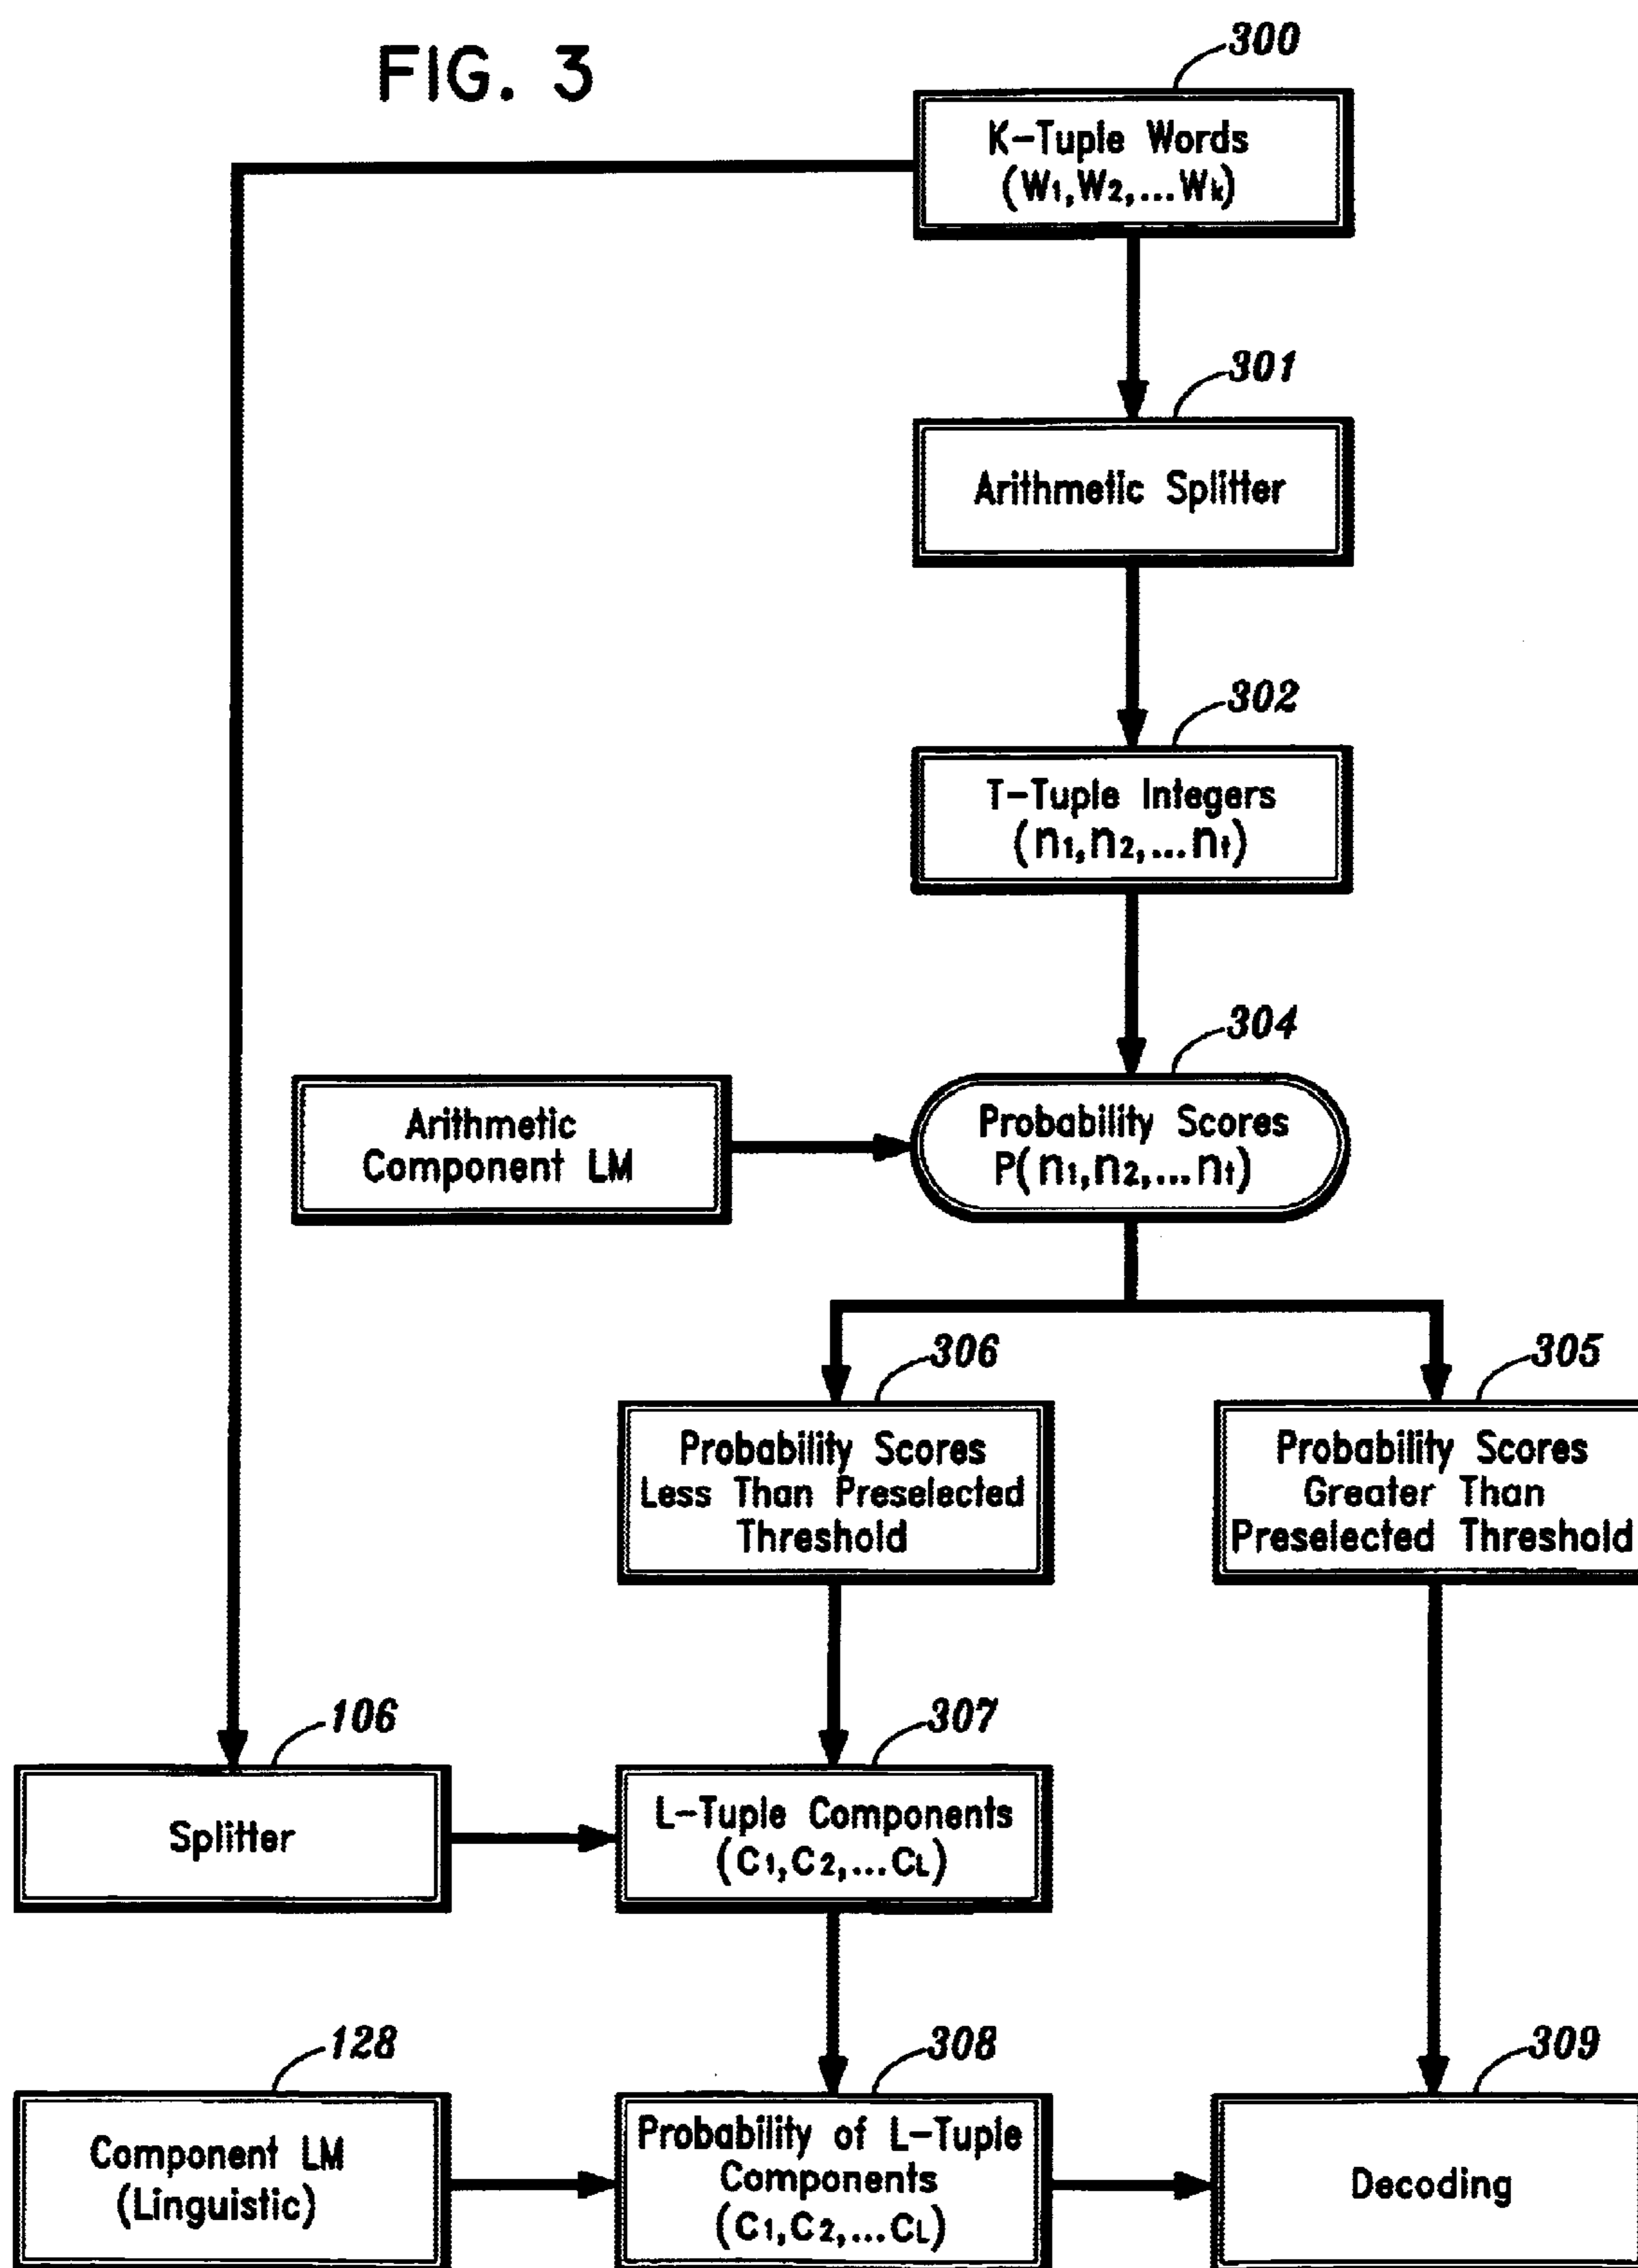 FIG. 3
300
K-Tuple Words
(W1,W2,...Wk)
301
Arithmetic Splitter
302
T-Tuple Integers
(n1,n2,...nt)
304
Arithmetic
Component LM
Probability Scores
P(n1,n2,...nt)
306
Probability Scores
Less Than Preselected
Threshold
305
Probability Scores
Greater Than
Preselected Threshold
106
Splitter
307
L-Tuple Components
(C1,C2,...CL)
128
Component LM
(Linguistic)
308
Probability of L-Tuple
Components
(C1,C2,...CL)
309
Decoding